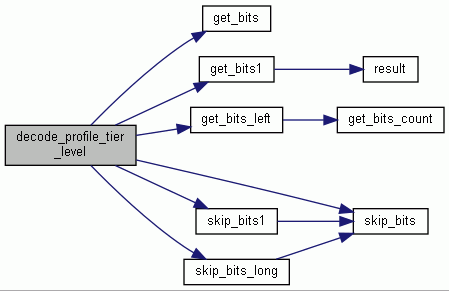 get_bits
get_bits1
result
get_bits_left
get_bits_count
decode_profile_tier
_level
skip_bits1
skip_bits
skip_bits_long